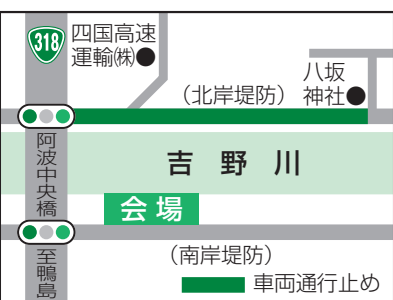 318
四国高速
運輸㈱●
八坂
神社●
（北岸堤防）
阿波中央橋
吉野川
会場
（南岸堤防）
至鴨島
車両通行止め